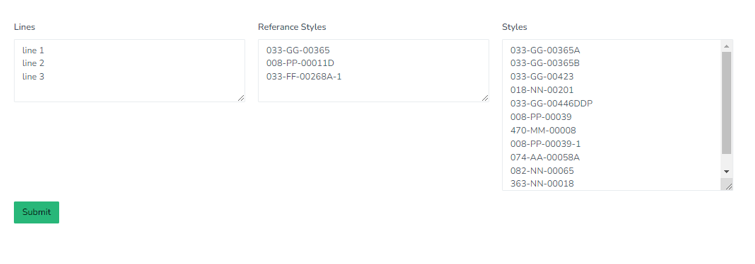 Lines
line 1
line 2
line 3
Referance Styles
033-GG-00365
008-PP-00011D
033-FF-00268A-1
Styles
033-GG-00365A
033-GG-00365B
033-GG-00423
018-NN-00201
033-GG-00446DDP
008-PP-00039
470-MM-00008
008-PP-00039-1
074-AA-00058A
082-NN-00065
363-NN-00018
Submit